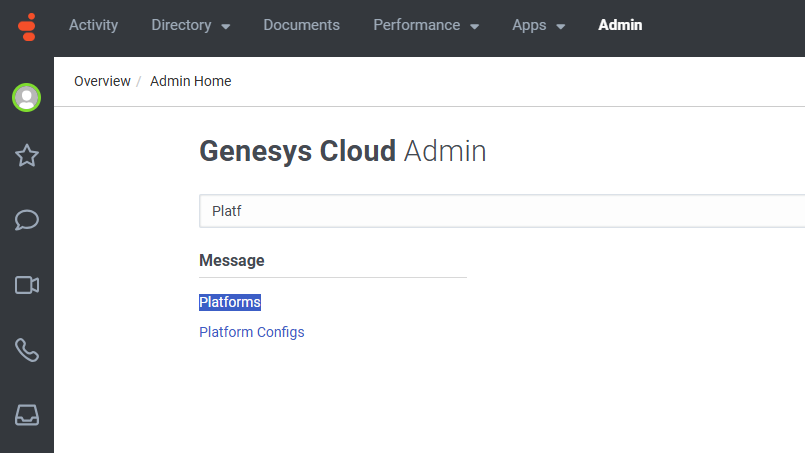 Activity Directory Documents Performance Apps Admin
Overview / Admin Home
Genesys Cloud Admin
Platf
Message
Platforms
Platform Configs